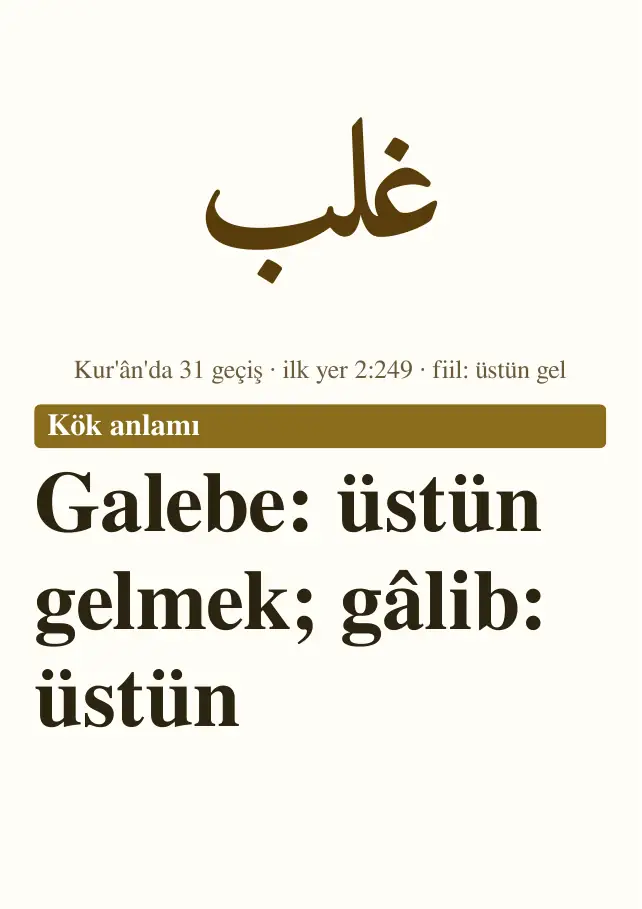 غلب
Kur'ân'da 31 geçiş · ilk yer 2:249 · fiil: üstün gel
Kök anlamı
Galebe: üstün
gelmek; gâlib:
üstün